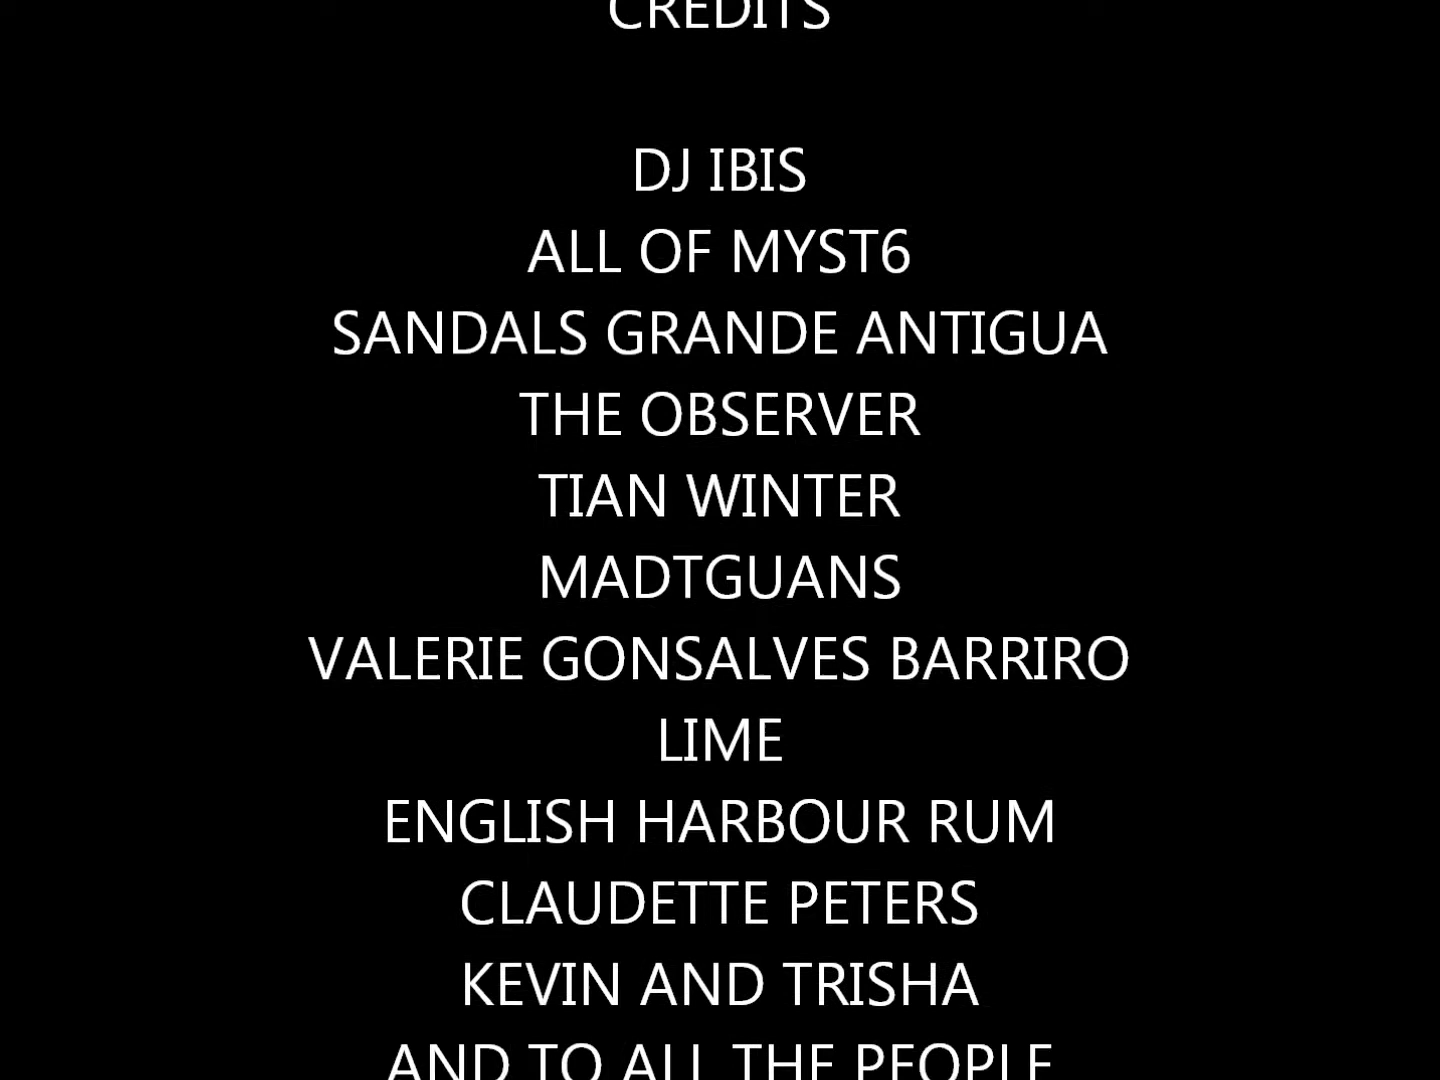 CREDITS
DJ IBIS
ALL OF MYST6
SANDALS GRANDE ANTIGUA
THE OBSERVER
TIAN WINTER
MADTGUANS
VALERIE GONSALVES BARRIRO
LIME
ENGLISH HARBOUR RUM
CLAUDETTE PETERS
KEVIN AND TRISHA
AND TO ALL THE PEOPLE